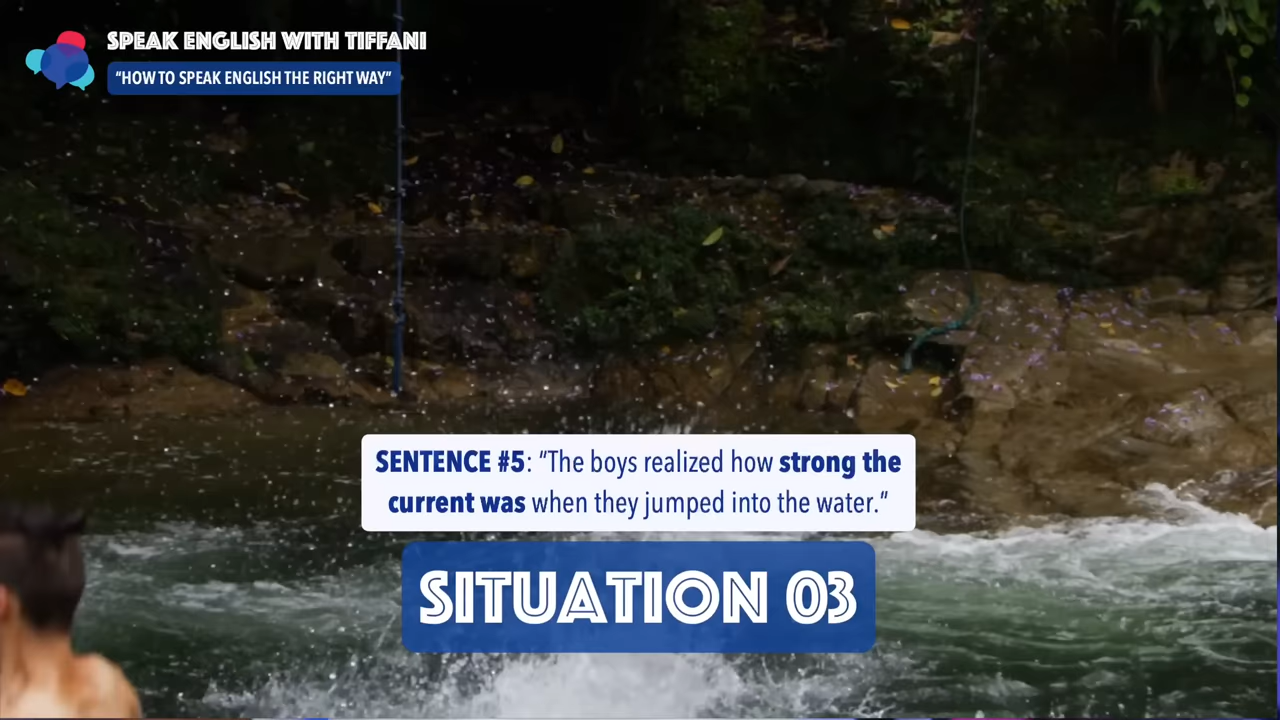 SPEAK ENGLISH WITH TIFFANI
“HOW TO SPEAK ENGLISH THE RIGHT WAY”
SENTENCE #5: “The boys realized how strong the
current was when they jumped into the water.”
SITUATION 03